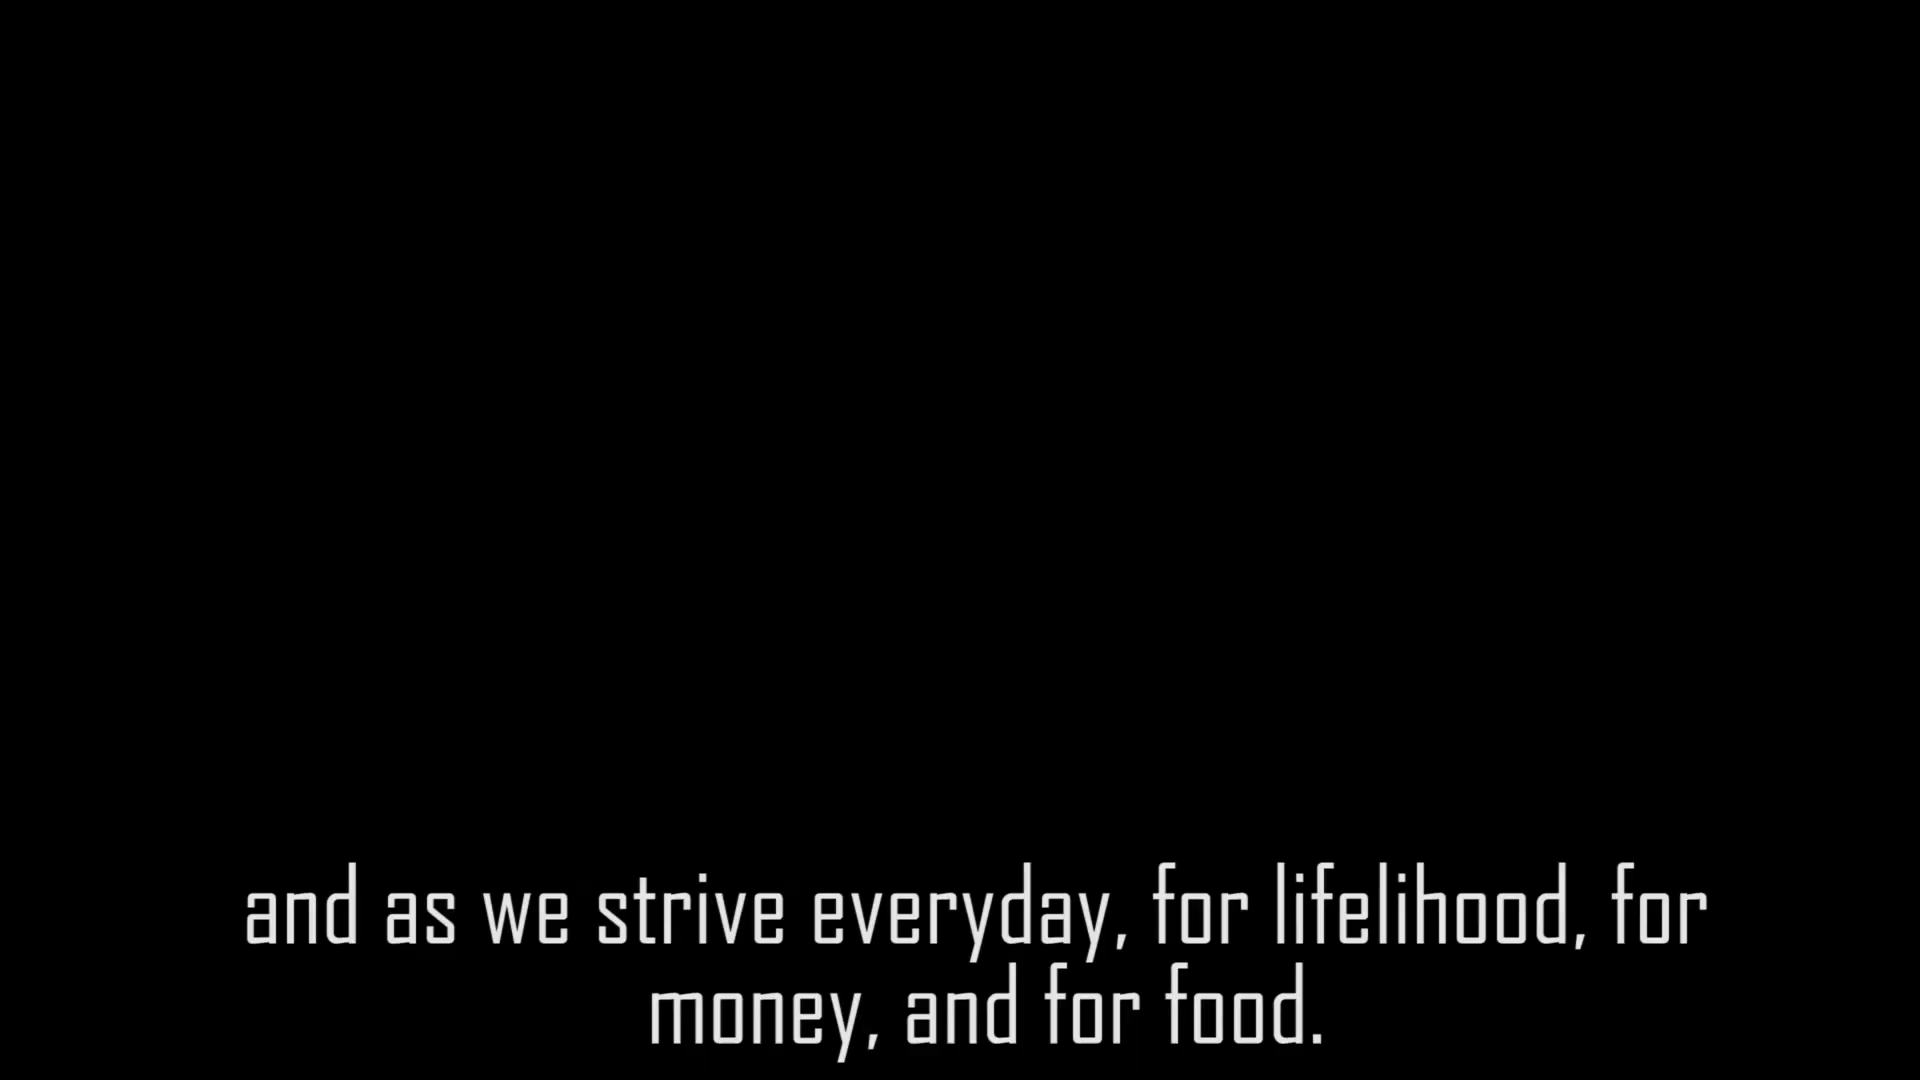 and as we strive everyday, for lifelihood, for
money, and for food.